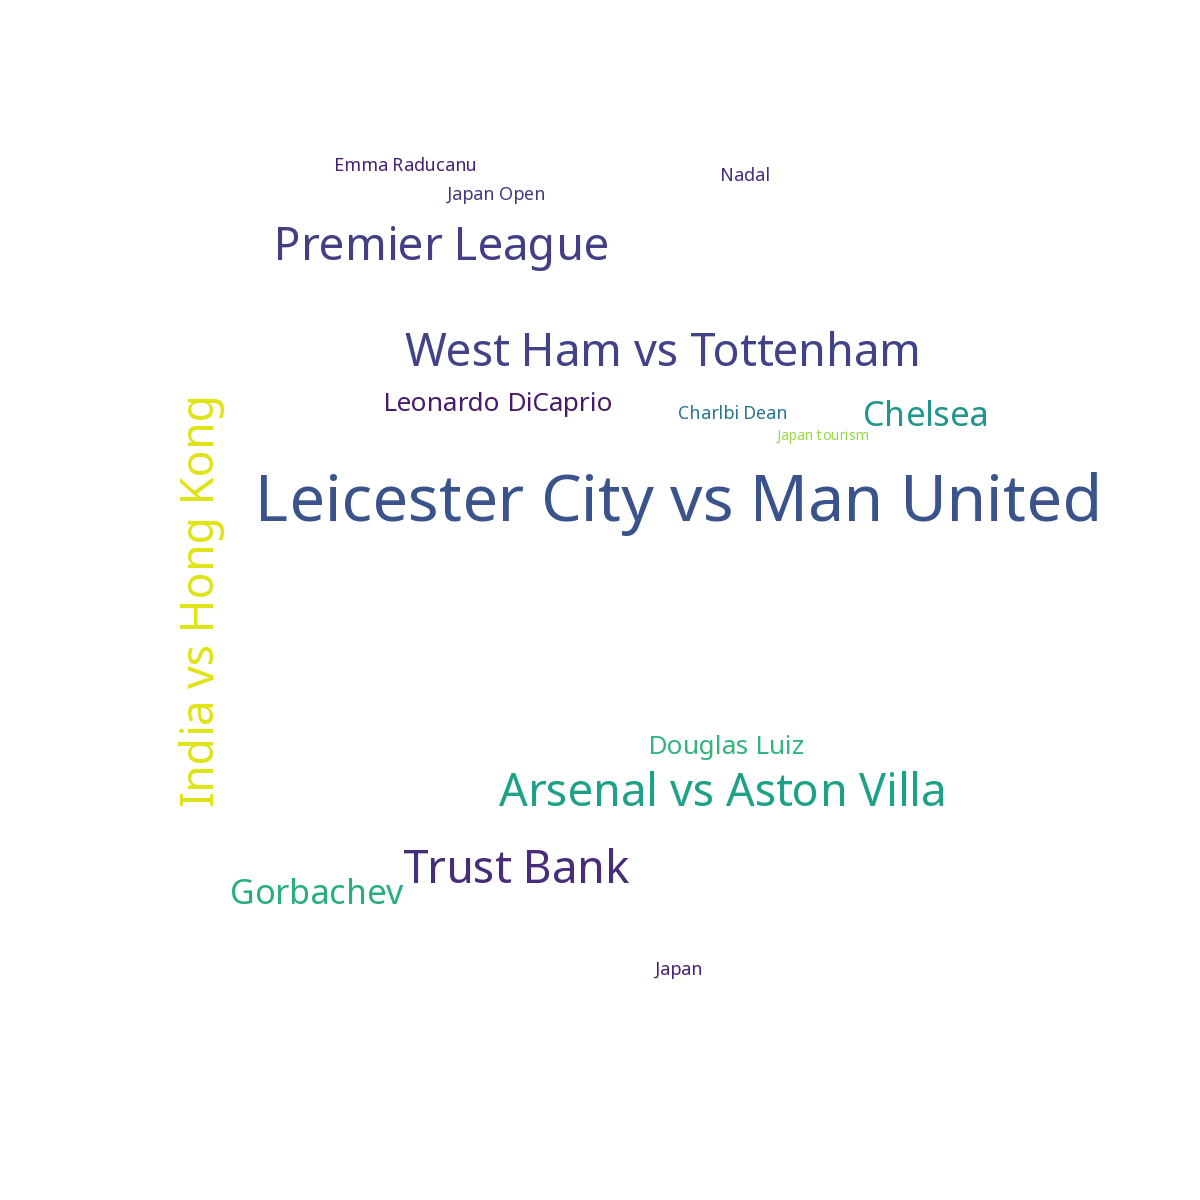 Emma Raducanu
Nadal
Japan Open
Premier League
West Ham vs Tottenham
Leonardo DiCaprio
Charlbi Dean
Chelsea
Japan tourism
Leicester City vs Man United
India vs Hong Kong
Douglas Luiz
Arsenal vs Aston Villa
Trust Bank
Gorbachev
Japan